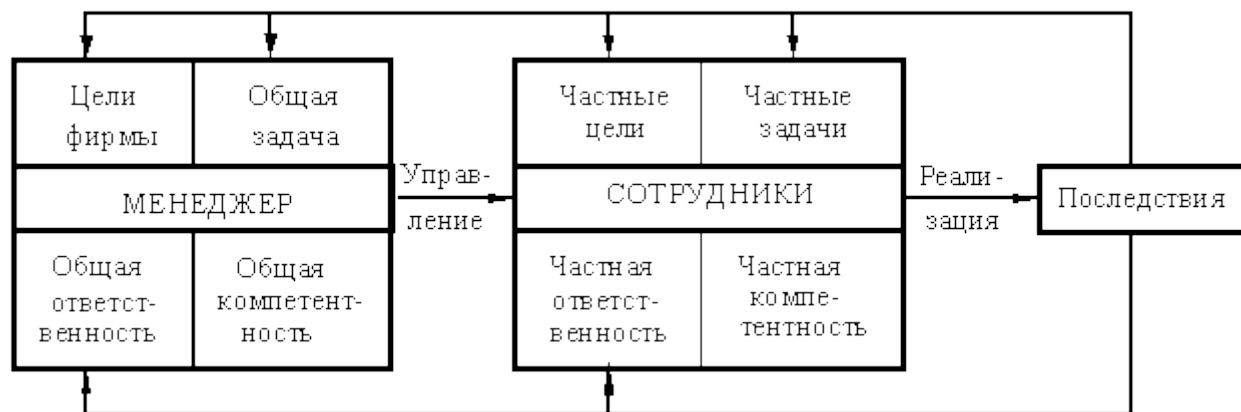 Цели
фирмы
Общая
задача
МЕНЕДЖЕР
Общая
ответст-
венность
Общая
компетент-
ность
Управ-
ление
Частные
цели
Частные
задачи
СОТРУДНИКИ
Частная
ответст-
венность
Частная
компе-
тентность
Реали-
зация
Последствия